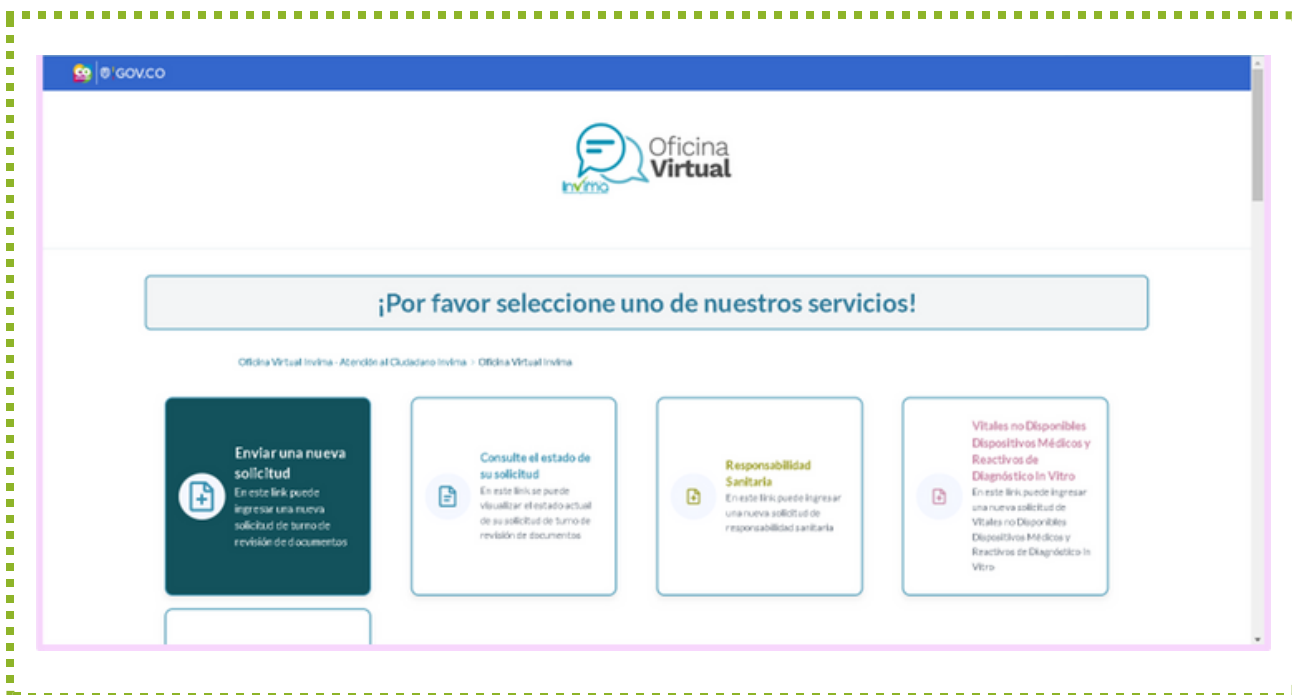 CO GOV.CO
Oficina
Virtual
Invima
¡Por favor seleccione uno de nuestros servicios!
Oficina Virtual Invima - Atención al Ciudadano Invima > Oficina Virtual Invima
Enviar una nueva
solicitud
En este link puede
ingresar una nueva
solicitud de turno de
revisión de documentos
Consulte el estado de
su solicitud
En este link se puede
visualizar el estado actual
de su solicitud de turno de
revisión de documentos
Responsabilidad
Sanitaria
En este link puede ingresar
una nueva solicitud de
responsabilidad sanitaria
Vitales no Disponibles
Dispositivos Médicos y
Reactivos de
Diagnóstico In Vitro
En este link puede ingresar
una nueva solicitud de
Vitales no Disponibles
Dispositivos Médicos y
Reactivos de Diagnóstico In
Vitro